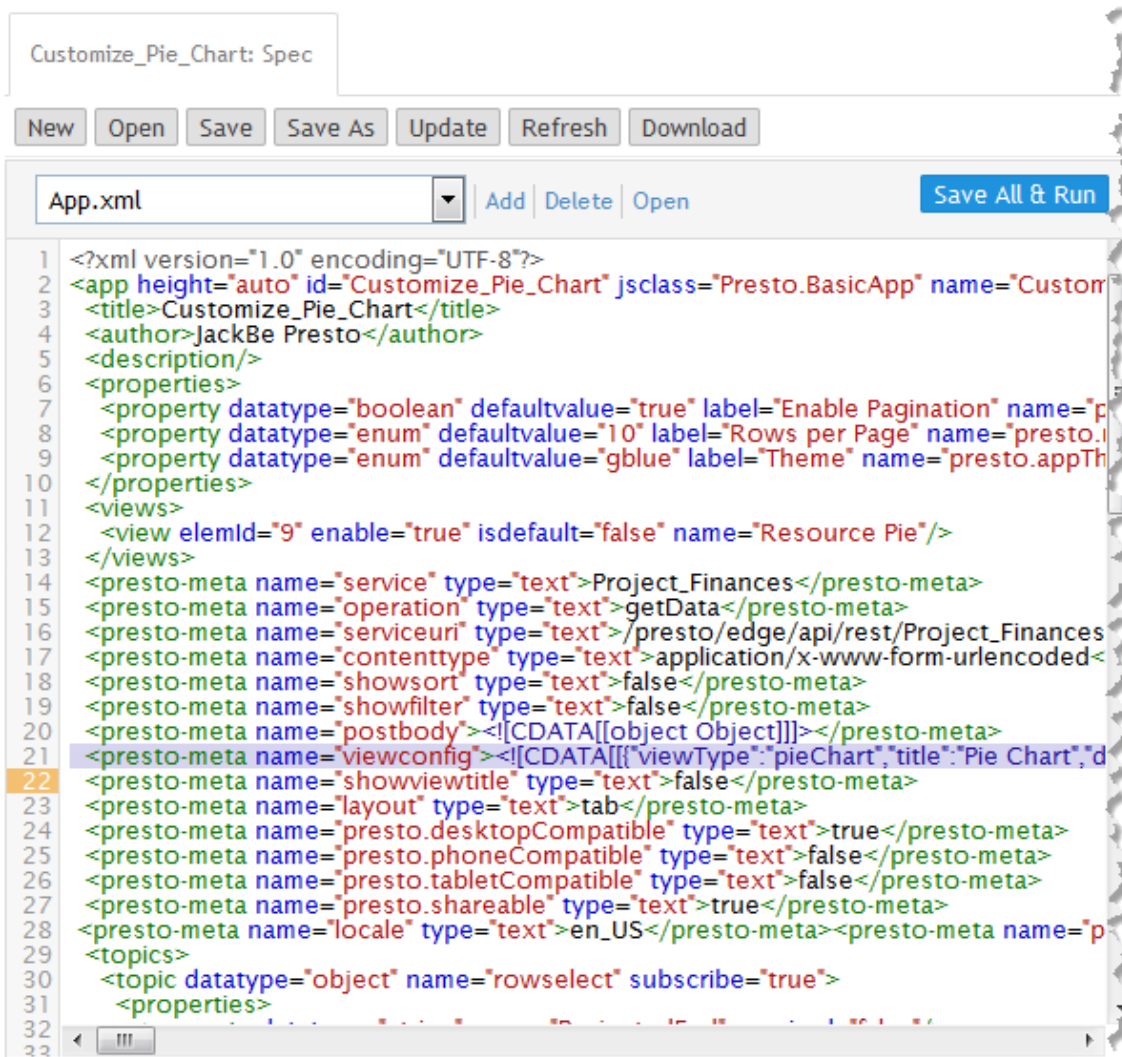 Customize_Pie_Chart: Spec
New Open Save Save As Update Refresh Download
App.xml Add Delete Open Save All & Run
1 <?xml version="1.0" encoding="UTF-8"?>
2 <app height="auto" id="Customize_Pie_Chart" jsclass="Presto.BasicApp" name="Custom
3 <title>Customize_Pie_Chart</title>
4 <author>JackBe Presto</author>
5 <description/>
6 <properties>
7 <property datatype="boolean" defaultvalue="true" label="Enable Pagination" name="p
8 <property datatype="enum" defaultvalue="10" label="Rows per Page" name="presto.
9 <property datatype="enum" defaultvalue="gblue" label="Theme" name="presto.appTh
10 </properties>
11 <views>
12 <view elemId="9" enable="true" isdefault="false" name="Resource Pie"/>
13 </views>
14 <presto-meta name="service" type="text">Project_Finances</presto-meta>
15 <presto-meta name="operation" type="text">getData</presto-meta>
16 <presto-meta name="serviceuri" type="text">/presto/edge/api/rest/Project_Finances
17 <presto-meta name="contenttype" type="text">application/x-www-form-urlencoded<
18 <presto-meta name="showsort" type="text">false</presto-meta>
19 <presto-meta name="showfilter" type="text">false</presto-meta>
20 <presto-meta name="postbody"><![CDATA[[object Object]]]></presto-meta>
21 <presto-meta name="viewconfig"><![CDATA[[{"viewType":"pieChart","title":"Pie Chart","d
22 <presto-meta name="showviewtitle" type="text">false</presto-meta>
23 <presto-meta name="layout" type="text">tab</presto-meta>
24 <presto-meta name="presto.desktopCompatible" type="text">true</presto-meta>
25 <presto-meta name="presto.phoneCompatible" type="text">false</presto-meta>
26 <presto-meta name="presto.tabletCompatible" type="text">false</presto-meta>
27 <presto-meta name="presto.shareable" type="text">true</presto-meta>
28 <presto-meta name="locale" type="text">en_US</presto-meta><presto-meta name="p
29 <topics>
30 <topic datatype="object" name="rowselect" subscribe="true">
31 <properties>
32
33